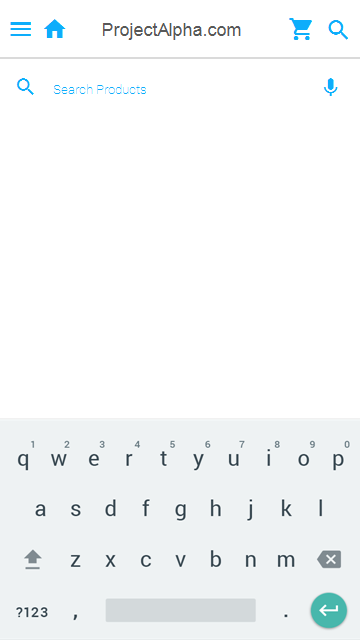 ProjectAlpha.com
Search Products
1 2 3 4 5 6 7 8 9 0
q w e r t y u i o p
a s d f g h j k l
z x c v b n m
?123 , .